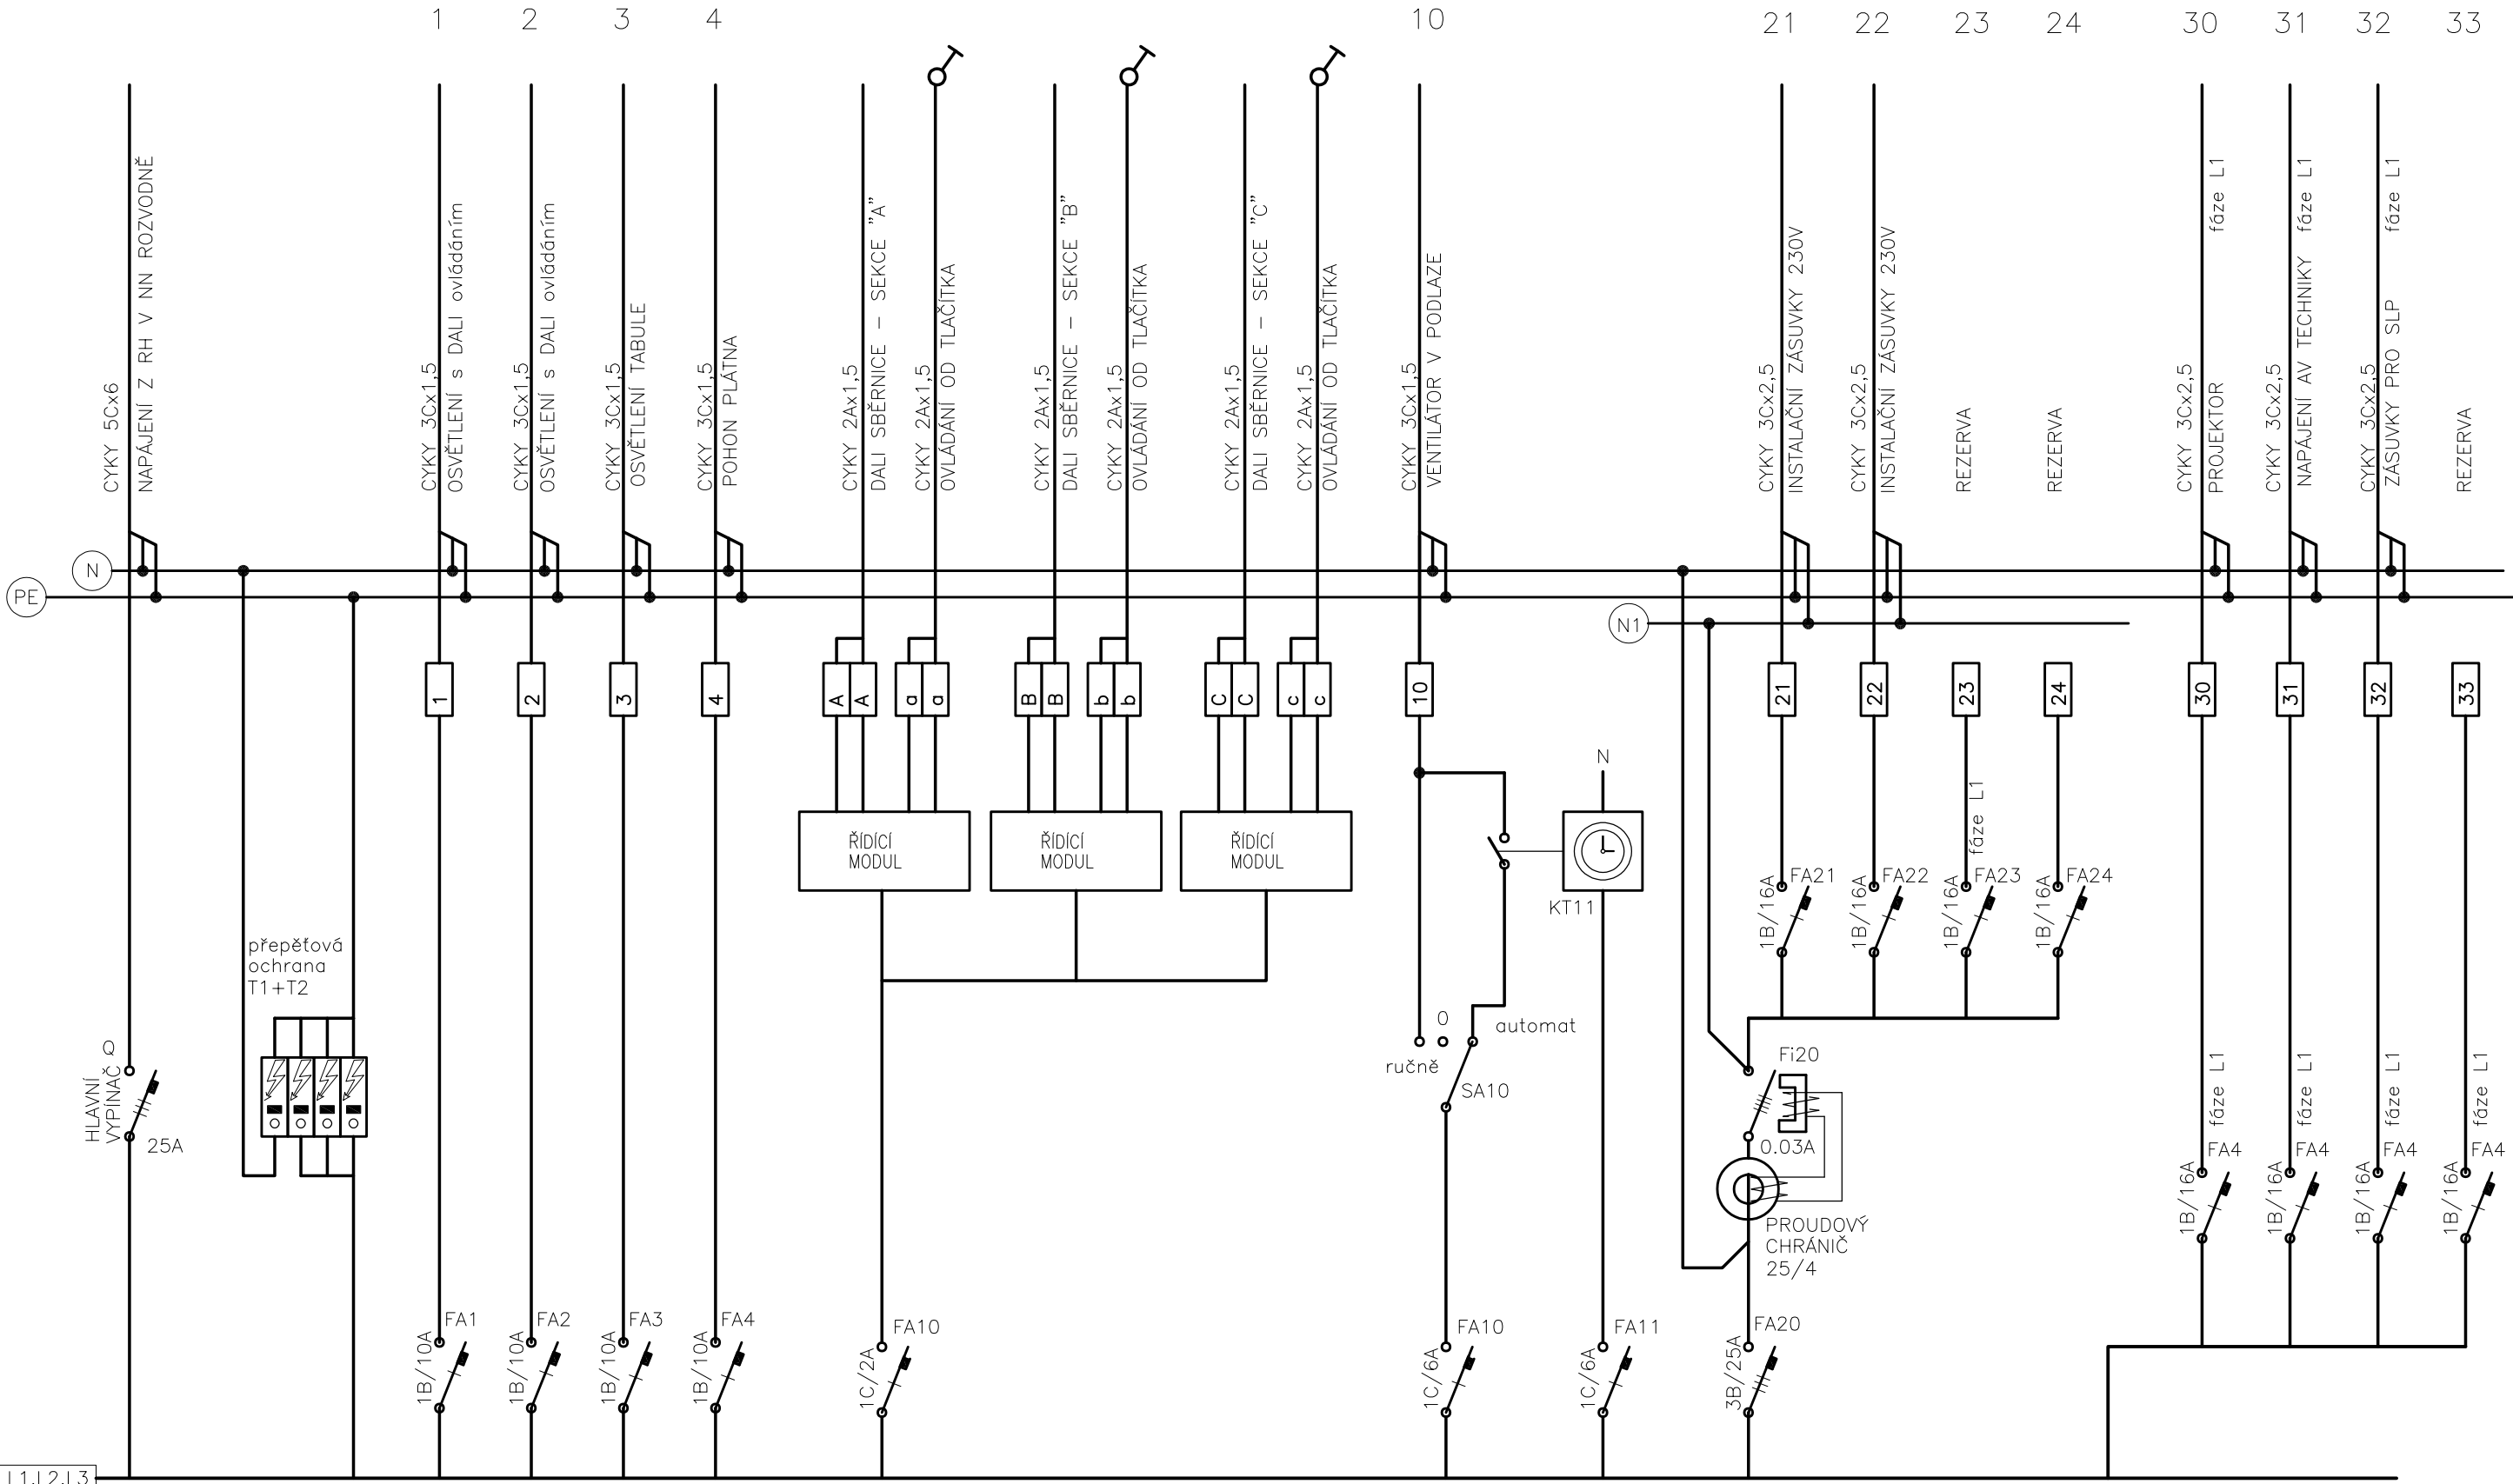 1
2
3
4
10
21
22
23
24
30
31
32
33
CYKY 5Cx6
NAPÁJENÍ Z RH V NN ROZVODNĚ
CYKY 3Cx1,5
OSVĚTLENÍ s DALI ovládáním
CYKY 3Cx1,5
OSVĚTLENÍ s DALI ovládáním
CYKY 3Cx1,5
OSVĚTLENÍ TABULE
CYKY 3Cx1,5
POHON PLÁTNA
CYKY 2Ax1,5
DALI SBĚRNICE – SEKCE "A"
CYKY 2Ax1,5
OVLÁDÁNÍ OD TLAČÍTKA
CYKY 2Ax1,5
DALI SBĚRNICE – SEKCE "B"
CYKY 2Ax1,5
OVLÁDÁNÍ OD TLAČÍTKA
CYKY 2Ax1,5
DALI SBĚRNICE – SEKCE "C"
CYKY 2Ax1,5
OVLÁDÁNÍ OD TLAČÍTKA
CYKY 3Cx1,5
VENTILÁTOR V PODLAZE
CYKY 3Cx2,5
INSTALAČNÍ ZÁSUVKY 230V
CYKY 3Cx2,5
INSTALAČNÍ ZÁSUVKY 230V
REZERVA
REZERVA
CYKY 3Cx2,5
PROJEKTOR fáze L1
CYKY 3Cx2,5
NAPÁJENÍ AV TECHNIKY fáze L1
CYKY 3Cx2,5
ZÁSUVKY PRO SLP fáze L1
REZERVA
N
PE
N1
1
2
3
4
A
A
a
a
B
B
b
b
C
C
c
c
10
21
22
23
24
30
31
32
33
N
ŘÍDÍCÍ
MODUL
ŘÍDÍCÍ
MODUL
ŘÍDÍCÍ
MODUL
KT11
fáze L1
1B/16A
FA21
1B/16A
FA22
1B/16A
FA23
1B/16A
FA24
přepěťová
ochrana
T1+T2
HLAVNÍ
VYPÍNAČ Q
25A
0
automat
ručně
SA10
Fi20
0.03A
PROUDOVÝ
CHRÁNIČ
25/4
fáze L1
fáze L1
fáze L1
fáze L1
1B/16A
FA4
1B/16A
FA4
1B/16A
FA4
1B/16A
FA4
1B/10A
FA1
1B/10A
FA2
1B/10A
FA3
1B/10A
FA4
1C/2A
FA10
1C/6A
FA10
1C/6A
FA11
3B/25A
FA20
L1,L2,L3